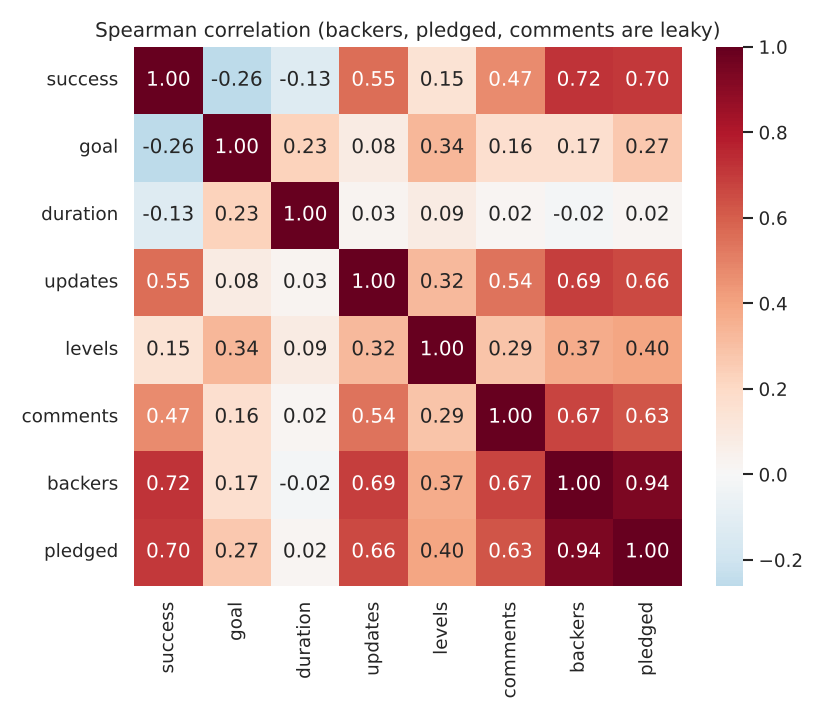 Spearman correlation (backers, pledged, comments are leaky)
success 1.00 -0.26 -0.13 0.55 0.15 0.47 0.72 0.70
goal -0.26 1.00 0.23 0.08 0.34 0.16 0.17 0.27
duration -0.13 0.23 1.00 0.03 0.09 0.02 -0.02 0.02
updates 0.55 0.08 0.03 1.00 0.32 0.54 0.69 0.66
levels 0.15 0.34 0.09 0.32 1.00 0.29 0.37 0.40
comments 0.47 0.16 0.02 0.54 0.29 1.00 0.67 0.63
backers 0.72 0.17 -0.02 0.69 0.37 0.67 1.00 0.94
pledged 0.70 0.27 0.02 0.66 0.40 0.63 0.94 1.00
success goal duration updates levels comments backers pledged
1.0
0.8
0.6
0.4
0.2
0.0
−0.2